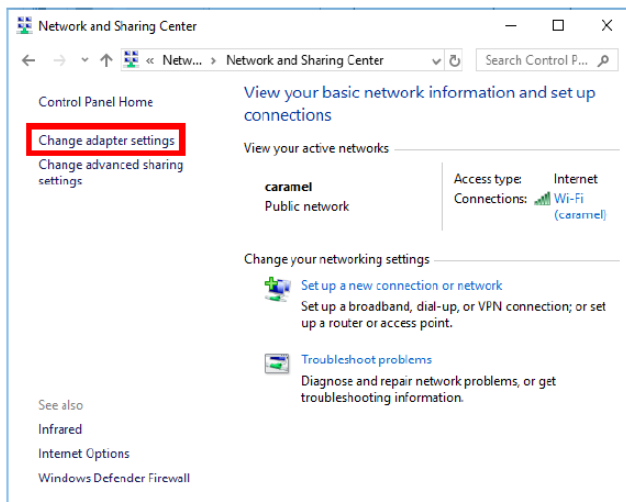 Network and Sharing Center
« Netw... > Network and Sharing Center
Search Control P...
Control Panel Home
Change adapter settings
Change advanced sharing
settings
View your basic network information and set up
connections
View your active networks
caramel
Public network
Access type: Internet
Connections: Wi-Fi
(caramel)
Change your networking settings
Set up a new connection or network
Set up a broadband, dial-up, or VPN connection; or set
up a router or access point.
Troubleshoot problems
Diagnose and repair network problems, or get
troubleshooting information.
See also
Infrared
Internet Options
Windows Defender Firewall